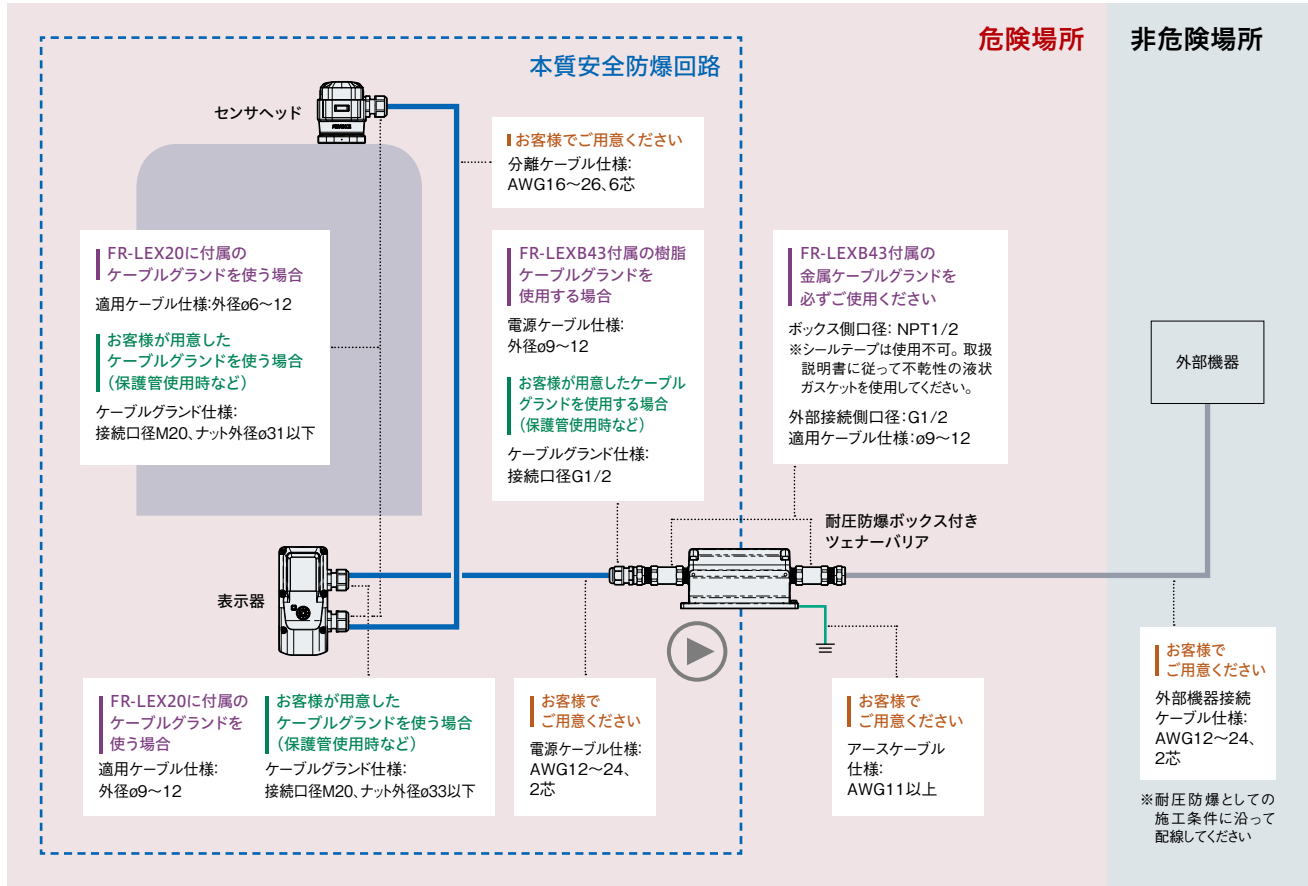 危険場所
非危険場所
本質安全防爆回路
センサヘッド
お客様でご用意ください
分離ケーブル仕様:
AWG16～26、6芯
FR-LEX20に付属の
ケーブルグランドを使う場合
適用ケーブル仕様:外径ø6～12
お客様が用意した
ケーブルグランドを使う場合
（保護管使用時など）
ケーブルグランド仕様:
接続口径M20、ナット外径ø31以下
FR-LEXB43付属の樹脂
ケーブルグランドを
使用する場合
電源ケーブル仕様:
外径ø9～12
お客様が用意したケーブル
グランドを使用する場合
（保護管使用時など）
ケーブルグランド仕様:
接続口径G1/2
FR-LEXB43付属の
金属ケーブルグランドを
必ずご使用ください
ボックス側口径: NPT1/2
※シールテープは使用不可。取扱
説明書に従って不乾性の液状
ガスケットを使用してください。
外部接続側口径:G1/2
適用ケーブル仕様:ø9～12
外部機器
耐圧防爆ボックス付き
ツェナーバリア
表示器
FR-LEX20に付属の
ケーブルグランドを
使う場合
適用ケーブル仕様:
外径ø9～12
お客様が用意した
ケーブルグランドを使う場合
（保護管使用時など）
ケーブルグランド仕様:
接続口径M20、ナット外径ø33以下
お客様で
ご用意ください
電源ケーブル仕様:
AWG12～24、
2芯
お客様で
ご用意ください
アースケーブル
仕様:
AWG11以上
お客様で
ご用意ください
外部機器接続
ケーブル仕様:
AWG12～24、
2芯
※耐圧防爆としての
施工条件に沿って
配線してください